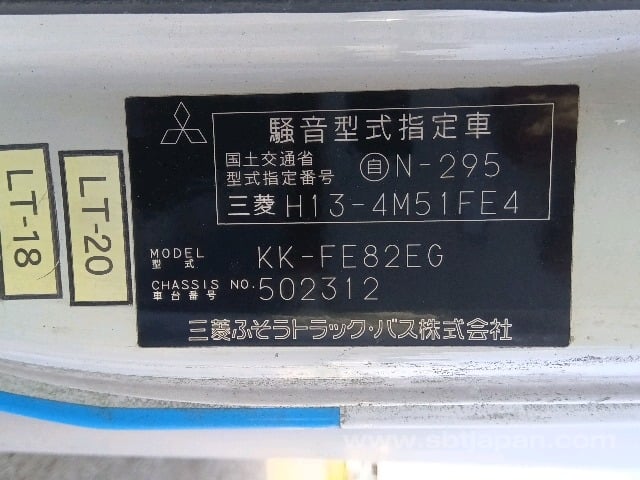 騒音型式指定車
国土交通省
型式指定番号 自N-295
三菱 H13-4M51FE4
MODEL
型式 KK-FE82EG
CHASSIS NO.
車台番号 502312
三菱ふそうトラック・バス株式会社
LT-18
LT-20
www.sbtjapan.com